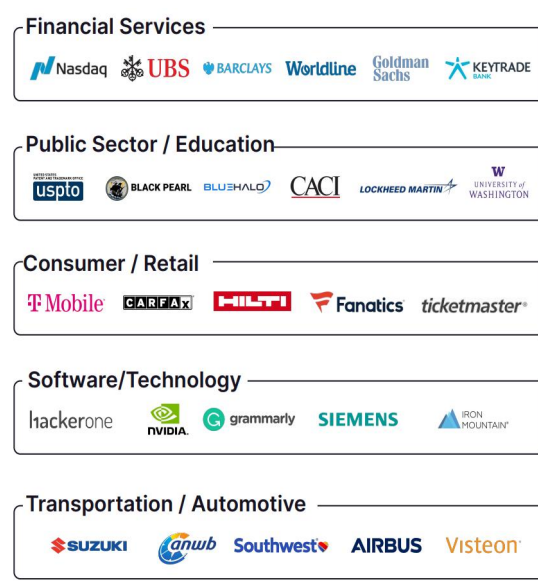 Financial Services
Nasdaq UBS BARCLAYS Worldline Goldman Sachs KEYTRADE BANK
Public Sector / Education
UNITED STATES PATENT AND TRADEMARK OFFICE
uspto BLACK PEARL BLUEHALO CACI LOCKHEED MARTIN W UNIVERSITY of WASHINGTON
Consumer / Retail
T Mobile CARFAX HILTI Fanatics ticketmaster®
Software/Technology
hackerone NVIDIA. G grammarly SIEMENS IRON MOUNTAIN®
Transportation / Automotive
SUZUKI anwb Southwest AIRBUS Visteon